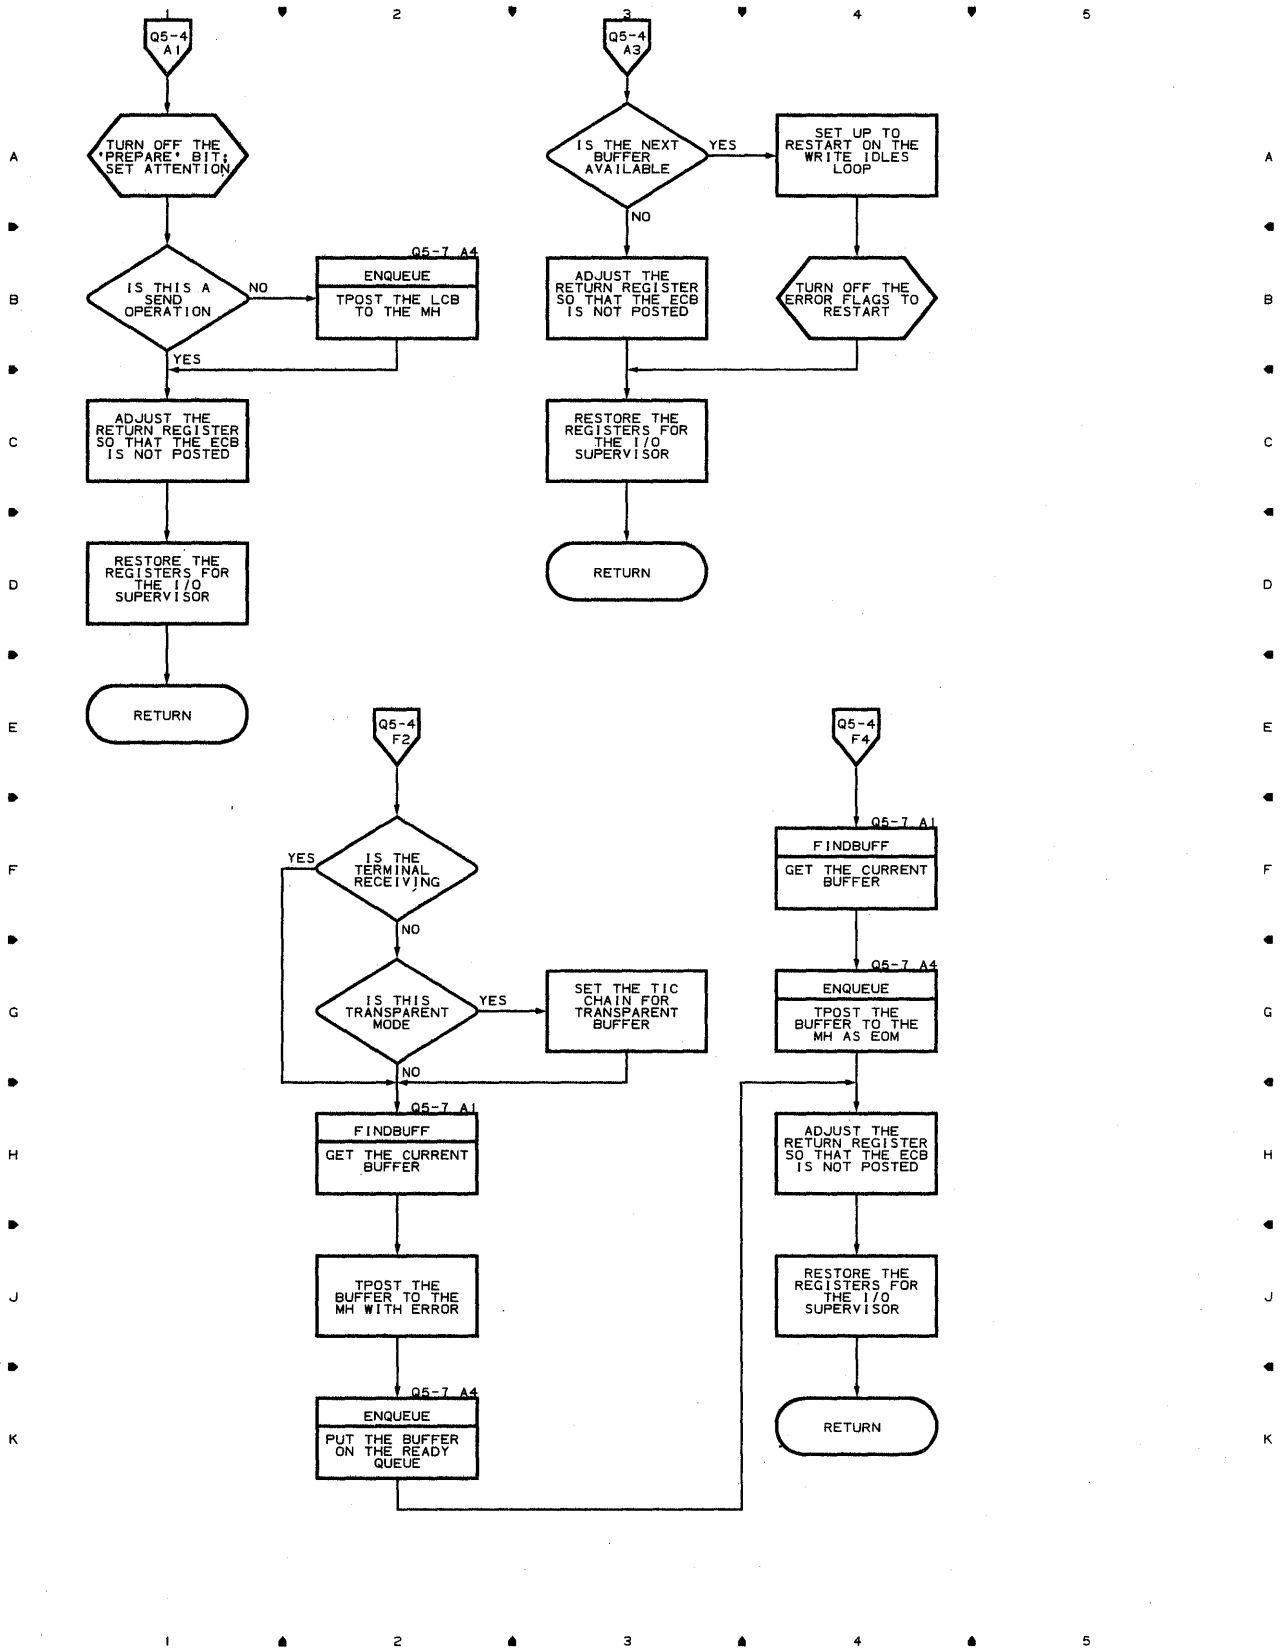 1 2 3 4 5
Q5-4
A1
Q5-4
A3
A
TURN OFF THE
'PREPARE' BIT;
SET ATTENTION
IS THE NEXT
BUFFER
AVAILABLE
YES
NO
SET UP TO
RESTART ON THE
WRITE IDLES
LOOP
A
B
IS THIS A
SEND
OPERATION
NO
YES
Q5-7 A4
ENQUEUE
TPOST THE LCB
TO THE MH
ADJUST THE
RETURN REGISTER
SO THAT THE ECB
IS NOT POSTED
TURN OFF THE
ERROR FLAGS TO
RESTART
B
C
ADJUST THE
RETURN REGISTER
SO THAT THE ECB
IS NOT POSTED
RESTORE THE
REGISTERS FOR
THE I/O
SUPERVISOR
C
D
RESTORE THE
REGISTERS FOR
THE I/O
SUPERVISOR
RETURN
D
E
RETURN
Q5-4
F2
Q5-4
F4
E
F
YES
IS THE
TERMINAL
RECEIVING
NO
Q5-7 A1
FINDBUFF
GET THE CURRENT
BUFFER
F
G
IS THIS
TRANSPARENT
MODE
YES
NO
SET THE TIC
CHAIN FOR
TRANSPARENT
BUFFER
Q5-7 A4
ENQUEUE
TPOST THE
BUFFER TO THE
MH AS EOM
G
H
Q5-7 A1
FINDBUFF
GET THE CURRENT
BUFFER
ADJUST THE
RETURN REGISTER
SO THAT THE ECB
IS NOT POSTED
H
J
TPOST THE
BUFFER TO THE
MH WITH ERROR
RESTORE THE
REGISTERS FOR
THE I/O
SUPERVISOR
J
K
Q5-7 A4
ENQUEUE
PUT THE BUFFER
ON THE READY
QUEUE
RETURN
K
1 2 3 4 5